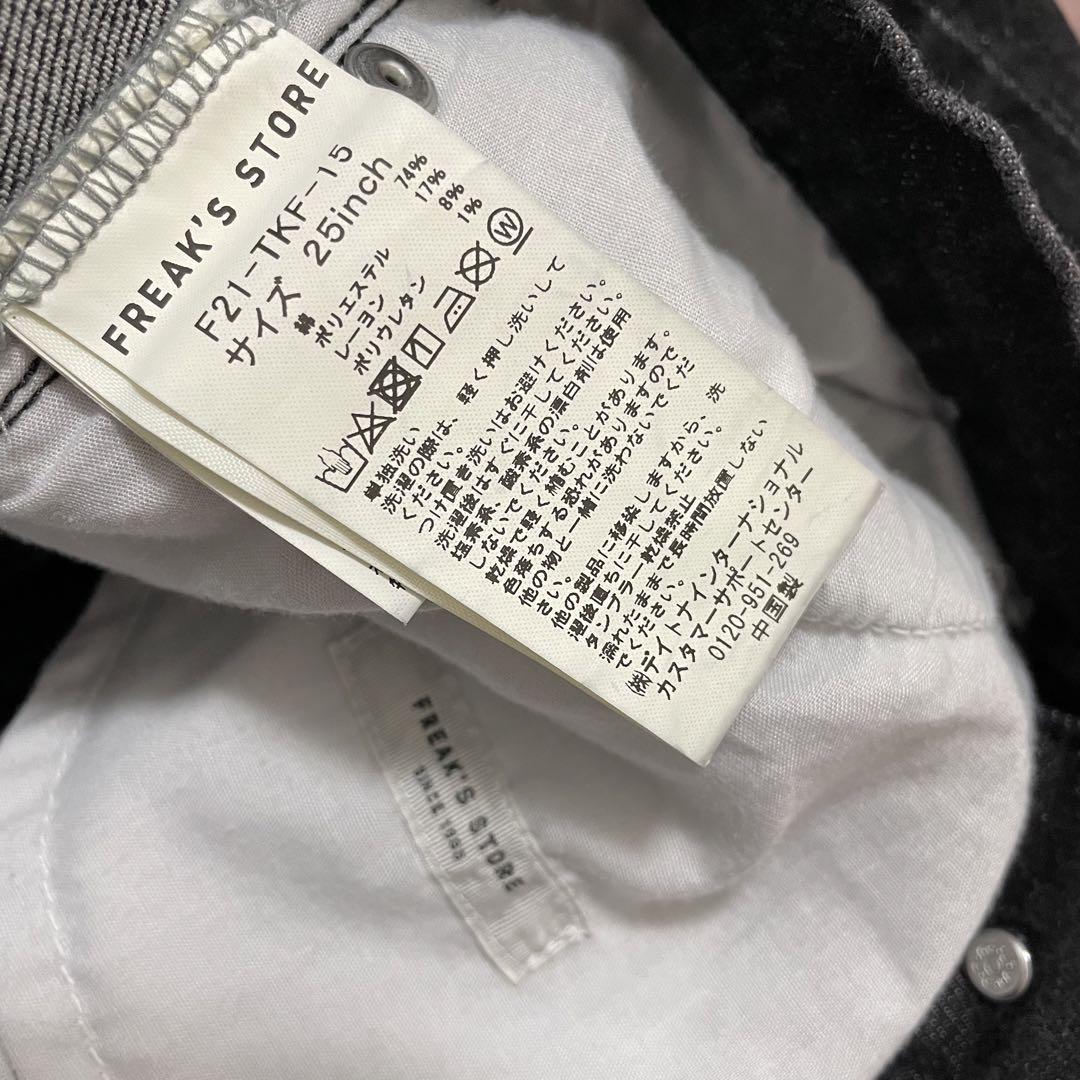 FREAK'S STORE
F21-TKF-15
サイズ 25inch
綿 74%
ポリエステル 17%
レーヨン 8%
ポリウレタン 1%
W
単独洗い
洗濯の際は、軽く押し洗いして
ください。
つけ置き洗いはお避けください。
洗濯後はすぐに干してください。
塩素系、酸素系の漂白剤は使用
しないでください。
乾燥で軽く縮むことがあります。
色落ちする恐れがありますので、
他の物と一緒に洗わないでくだ
さい。
他の製品に移染しますから、洗
濯後直ちに干してください。
タンブラー乾燥禁止
濡れたままで長時間放置しない
でください。
㈱デイトナインターナショナル
カスタマーサポートセンター
0120-951-269
中国製
FREAK'S STORE
SINCE 1986